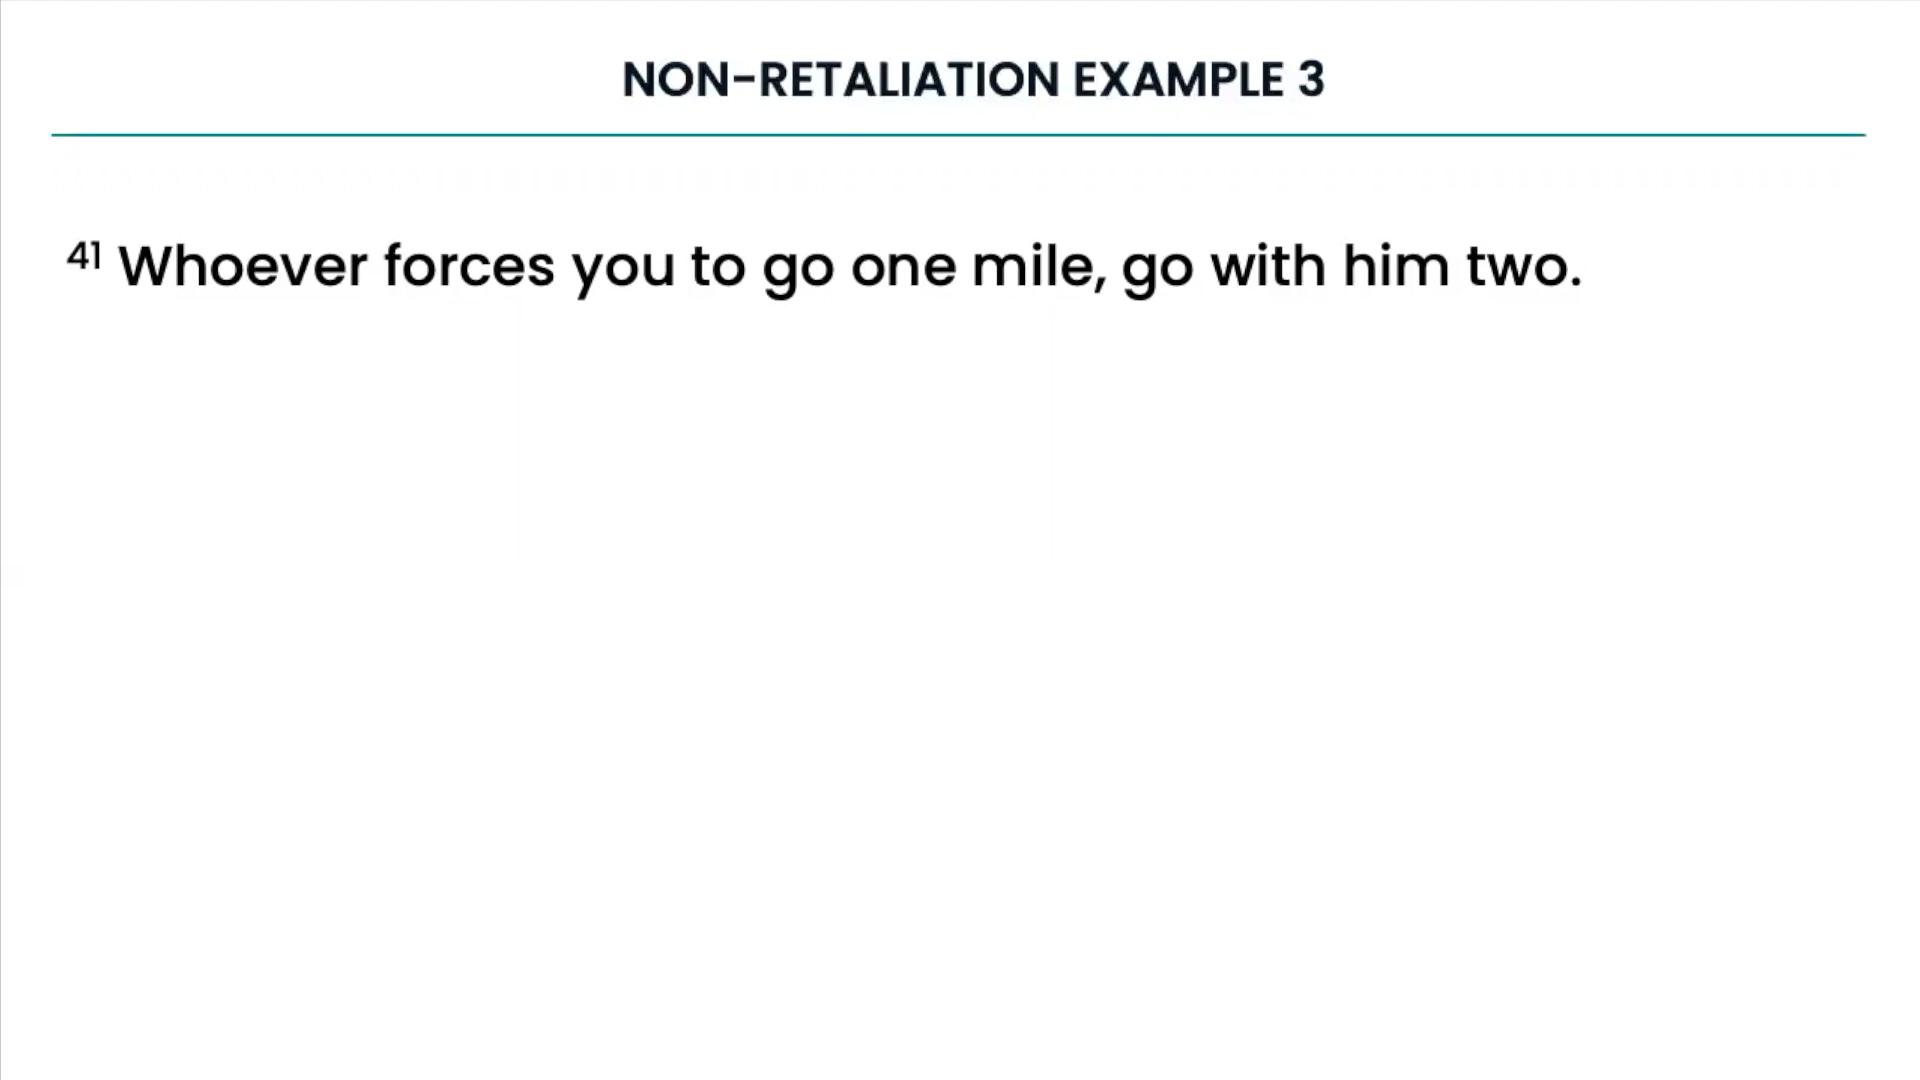 NON-RETALIATION EXAMPLE 3
41 Whoever forces you to go one mile, go with him two.